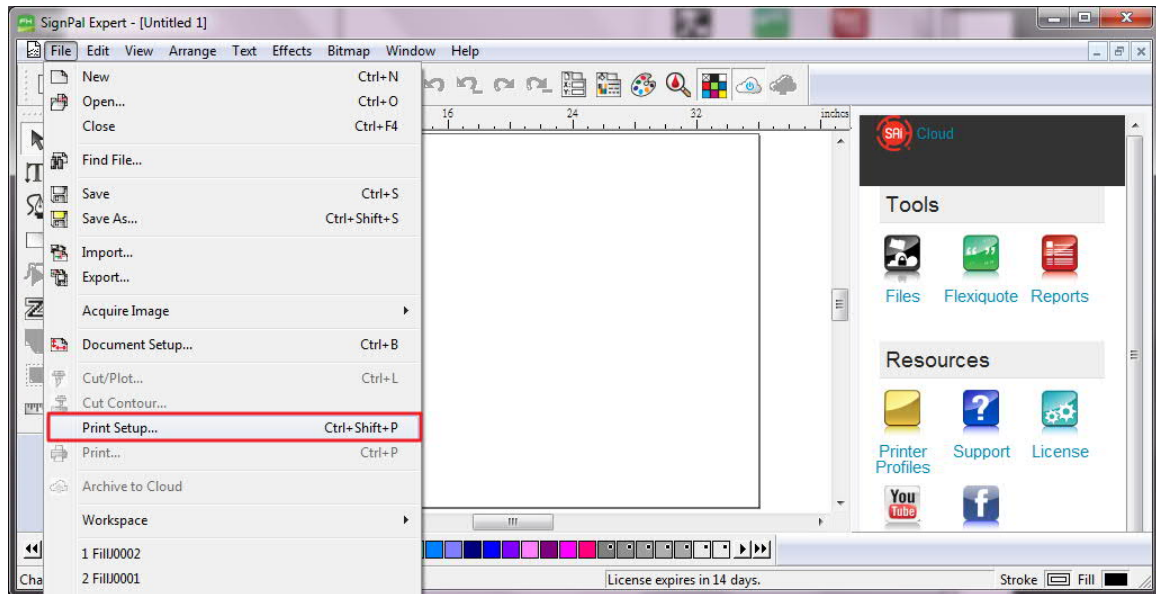 SignPal Expert - [Untitled 1]
File Edit View Arrange Text Effects Bitmap Window Help
New Ctrl+N
Open... Ctrl+O
Close Ctrl+F4
Find File...
Save Ctrl+S
Save As... Ctrl+Shift+S
Import...
Export...
Acquire Image
Document Setup... Ctrl+B
Cut/Plot... Ctrl+L
Cut Contour...
Print Setup... Ctrl+Shift+P
Print... Ctrl+P
Archive to Cloud
Workspace
1 FillJ0002
2 FillJ0001
16 24 32 inches
SAi Cloud
Tools
Files Flexiquote Reports
Resources
Printer Profiles
Support License
You Tube
Cha
License expires in 14 days.
Stroke Fill